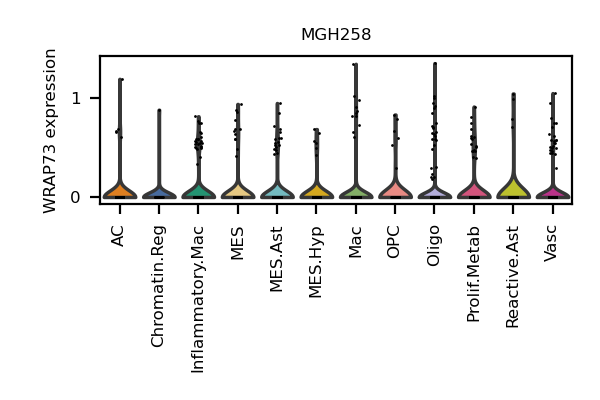 MGH258
WRAP73 expression
1
0
AC
Chromatin.Reg
Inflammatory.Mac
MES
MES.Ast
MES.Hyp
Mac
OPC
Oligo
Prolif.Metab
Reactive.Ast
Vasc